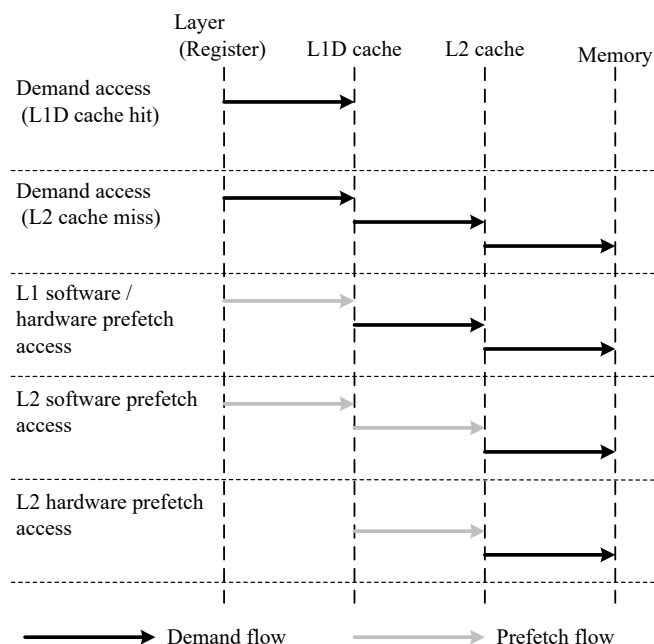 Layer
(Register)
L1D cache
L2 cache
Memory
Demand access
(L1D cache hit)
Demand access
(L2 cache miss)
L1 software /
hardware prefetch
access
L2 software prefetch
access
L2 hardware prefetch
access
Demand flow
Prefetch flow